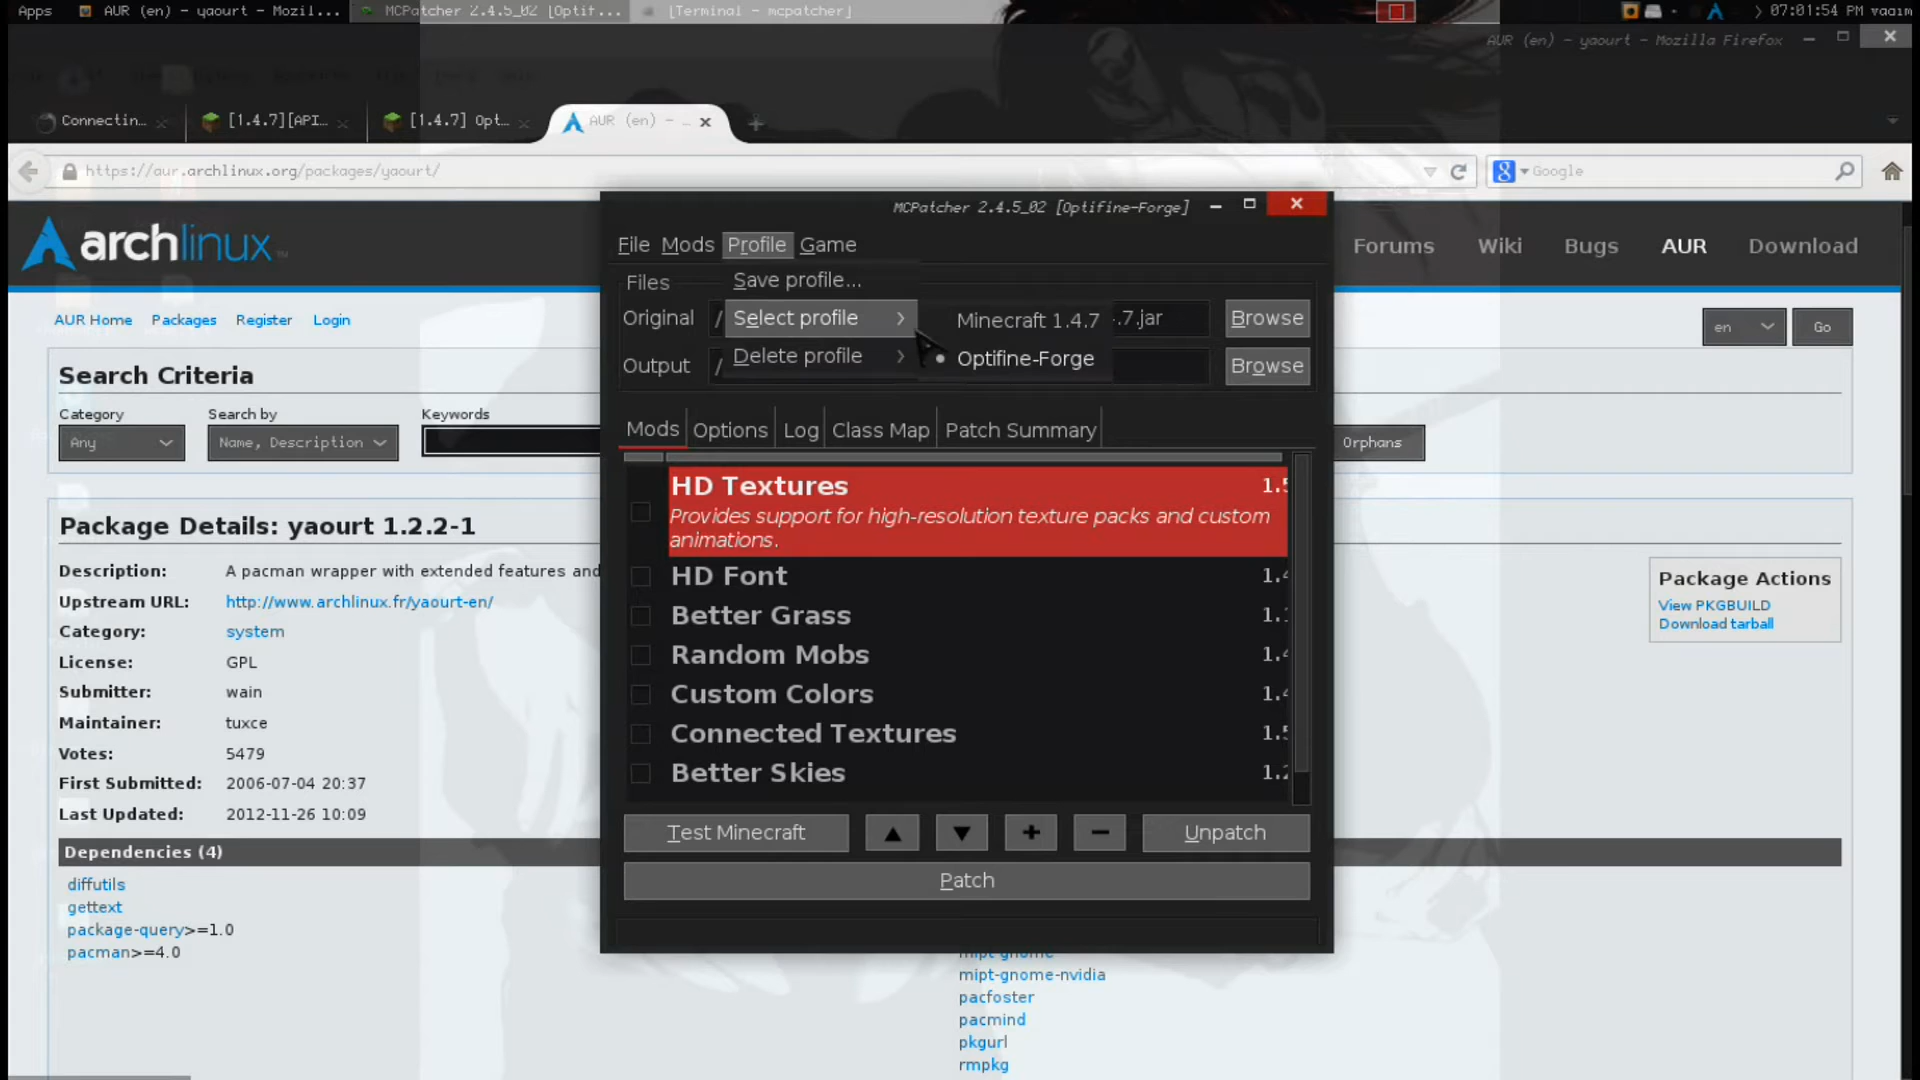 Apps
AUR (en) - yaourt - Mozil...
MCPatcher 2.4.5_02 [Optif...
[Terminal - mcpatcher]
07:01:54 PM vaaim
AUR (en) - yaourt - Mozilla Firefox
Connectin...
[1.4.7][API...
[1.4.7] Opt...
AUR (en) - ...
https://aur.archlinux.org/packages/yaourt/
Google
archlinux
Forums
Wiki
Bugs
AUR
Download
AUR Home
Packages
Register
Login
en
Go
Search Criteria
Category
Search by
Keywords
Any
Name, Description
Orphans
Package Details: yaourt 1.2.2-1
Description: A pacman wrapper with extended features and
Upstream URL: http://www.archlinux.fr/yaourt-en/
Category: system
License: GPL
Submitter: wain
Maintainer: tuxce
Votes: 5479
First Submitted: 2006-07-04 20:37
Last Updated: 2012-11-26 10:09
Package Actions
View PKGBUILD
Download tarball
Dependencies (4)
diffutils
gettext
package-query>=1.0
pacman>=4.0
mipt-gnome
mipt-gnome-nvidia
pacfoster
pacmind
pkgurl
rmpkg
MCPatcher 2.4.5_02 [Optifine-Forge]
File Mods Profile Game
Files
Save profile...
Original /
Select profile
Minecraft 1.4.7
.7.jar
Browse
Output /
Delete profile
Optifine-Forge
Browse
Mods Options Log Class Map Patch Summary
HD Textures
Provides support for high-resolution texture packs and custom
animations.
HD Font
Better Grass
Random Mobs
Custom Colors
Connected Textures
Better Skies
Test Minecraft
Unpatch
Patch